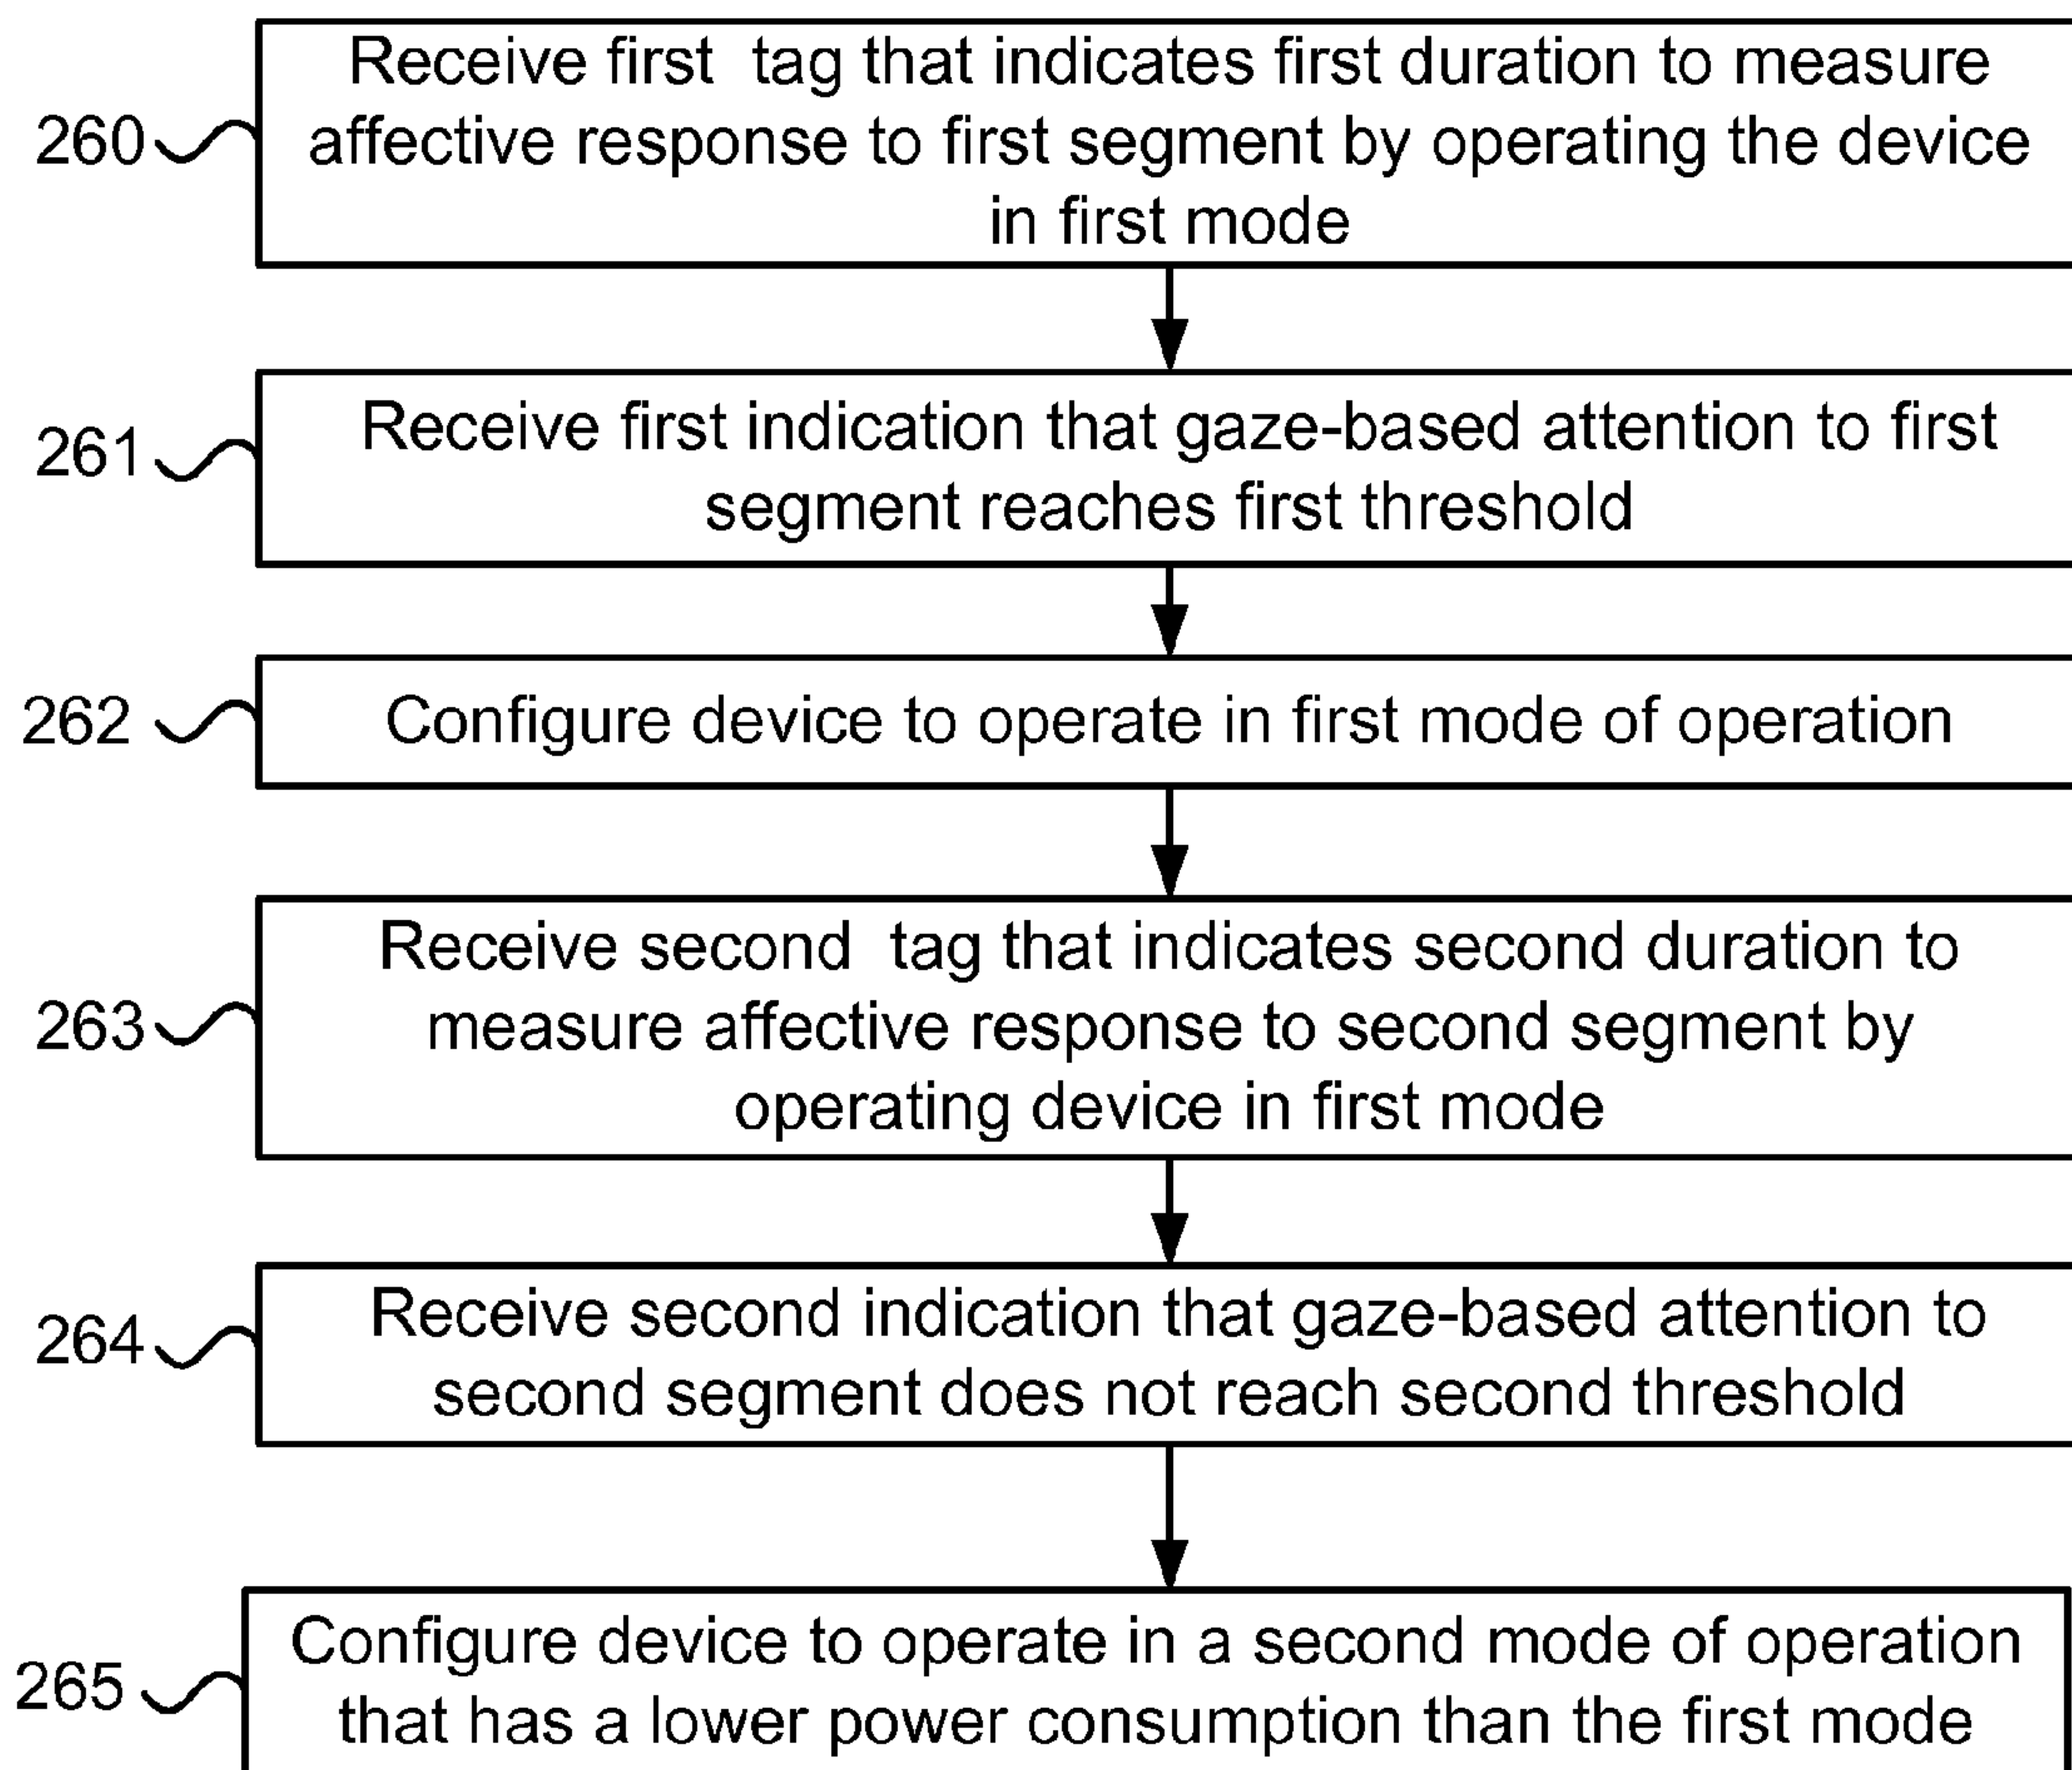 Receive first tag that indicates first duration to measure
affective response to first segment by operating the device
in first mode
260
Receive first indication that gaze-based attention to first
segment reaches first threshold
261
262
Configure device to operate in first mode of operation
Receive second tag that indicates second duration to
measure affective response to second segment by
operating device in first mode
263
Receive second indication that gaze-based attention to
second segment does not reach second threshold
264
Configure device to operate in a second mode of operation
that has a lower power consumption than the first mode
265